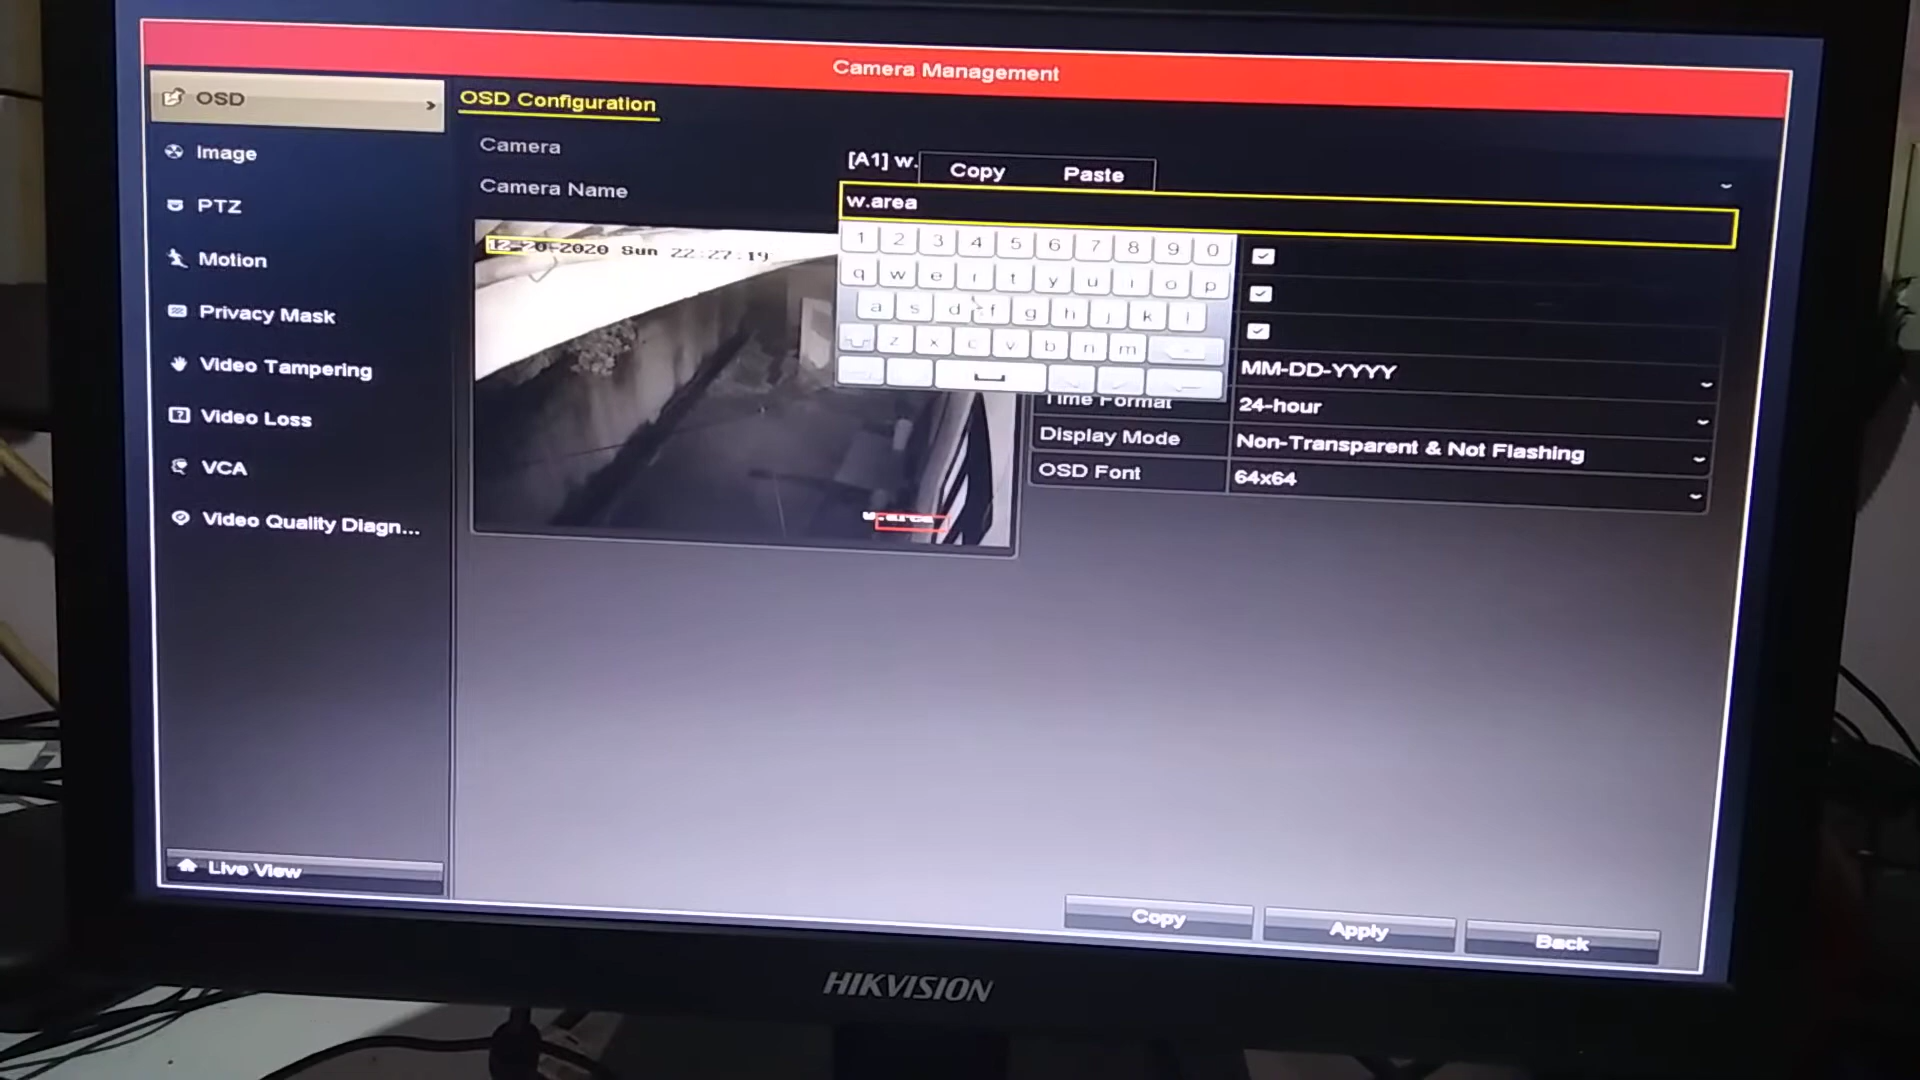 Camera Management
OSD
Image
PTZ
Motion
Privacy Mask
Video Tampering
Video Loss
VCA
Video Quality Diagn...
Live View
OSD Configuration
Camera
[A1] w.
Copy Paste
Camera Name
w.area
12-20-2020 Sun 22:27:19
1 2 3 4 5 6 7 8 9 0
q w e r t y u i o p
a s d f g h j k l
z x c v b n m
MM-DD-YYYY
Time Format 24-hour
Display Mode Non-Transparent & Not Flashing
OSD Font 64x64
w.area
Copy Apply Back
HIKVISION